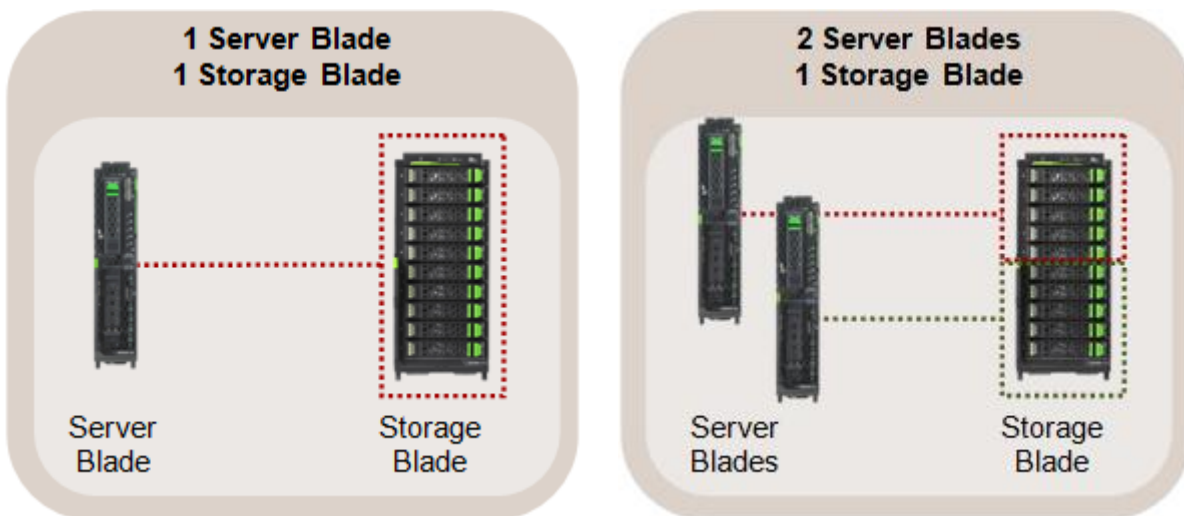 1 Server Blade
1 Storage Blade
Server
Blade
Storage
Blade
2 Server Blades
1 Storage Blade
Server
Blades
Storage
Blade